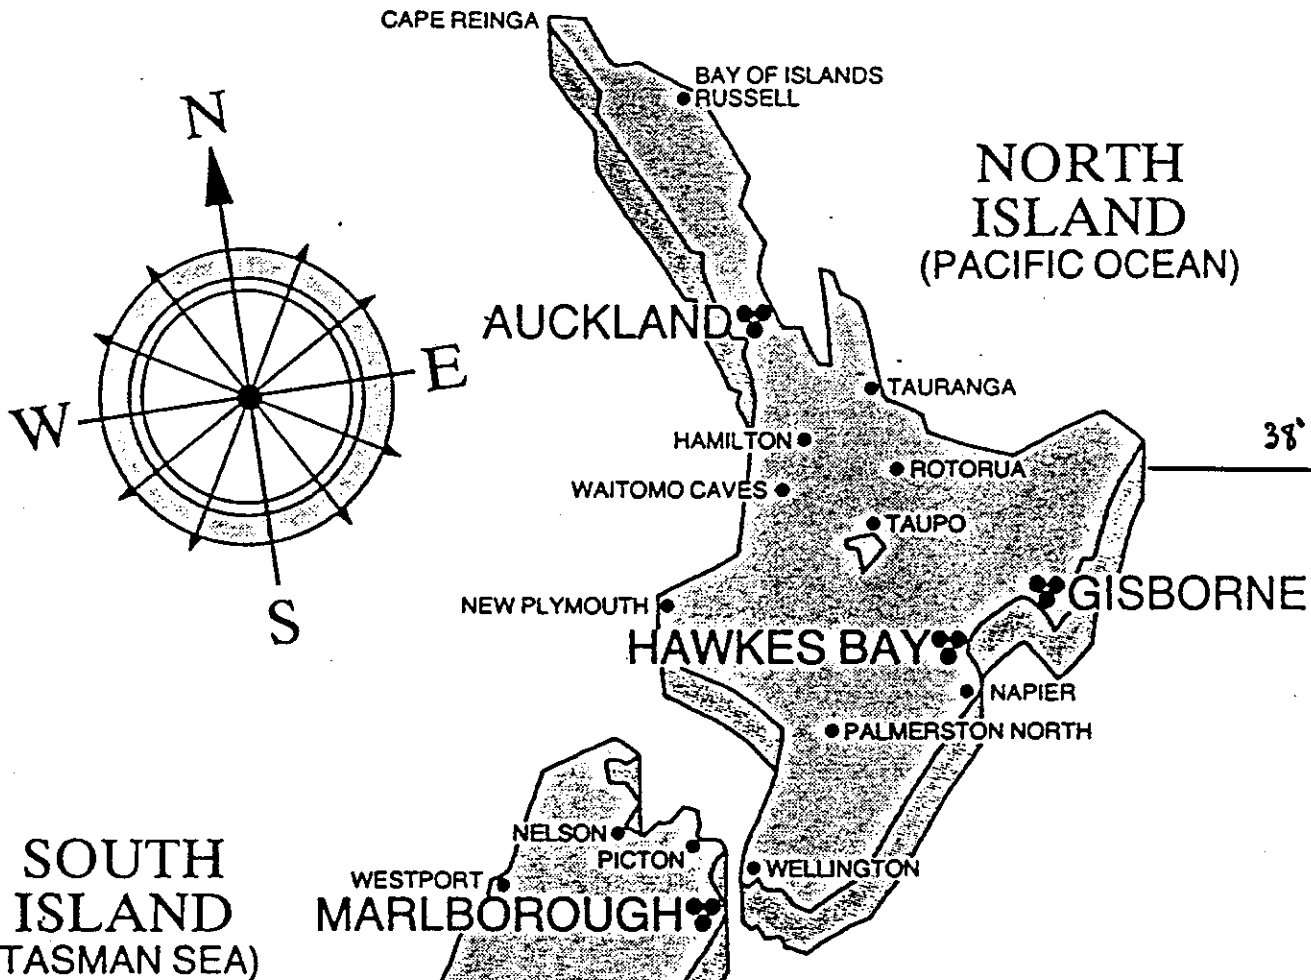 CAPE REINGA
BAY OF ISLANDS
RUSSELL
N
NORTH
ISLAND
(PACIFIC OCEAN)
AUCKLAND
E
TAURANGA
W
HAMILTON
38°
ROTORUA
WAITOMO CAVES
TAUPO
GISBORNE
NEW PLYMOUTH
S
HAWKES BAY
NAPIER
PALMERSTON NORTH
NELSON
PICTON
SOUTH
ISLAND
TASMAN SEA)
WELLINGTON
WESTPORT
MARLBOROUGH